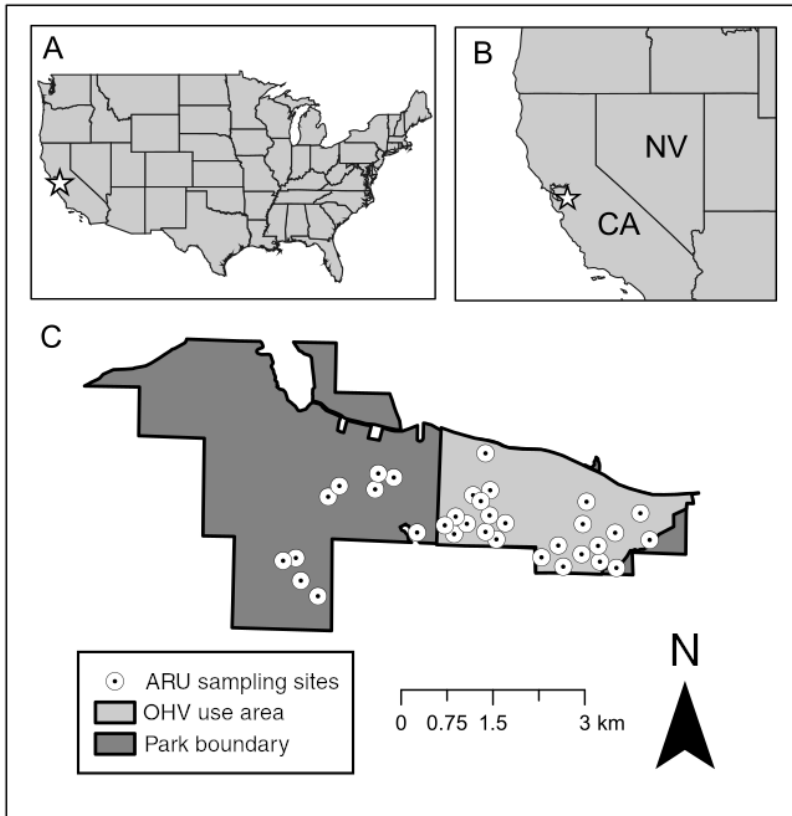 A
B
NV
CA
C
N
ARU sampling sites
OHV use area
Park boundary
0 0.75 1.5 3 km